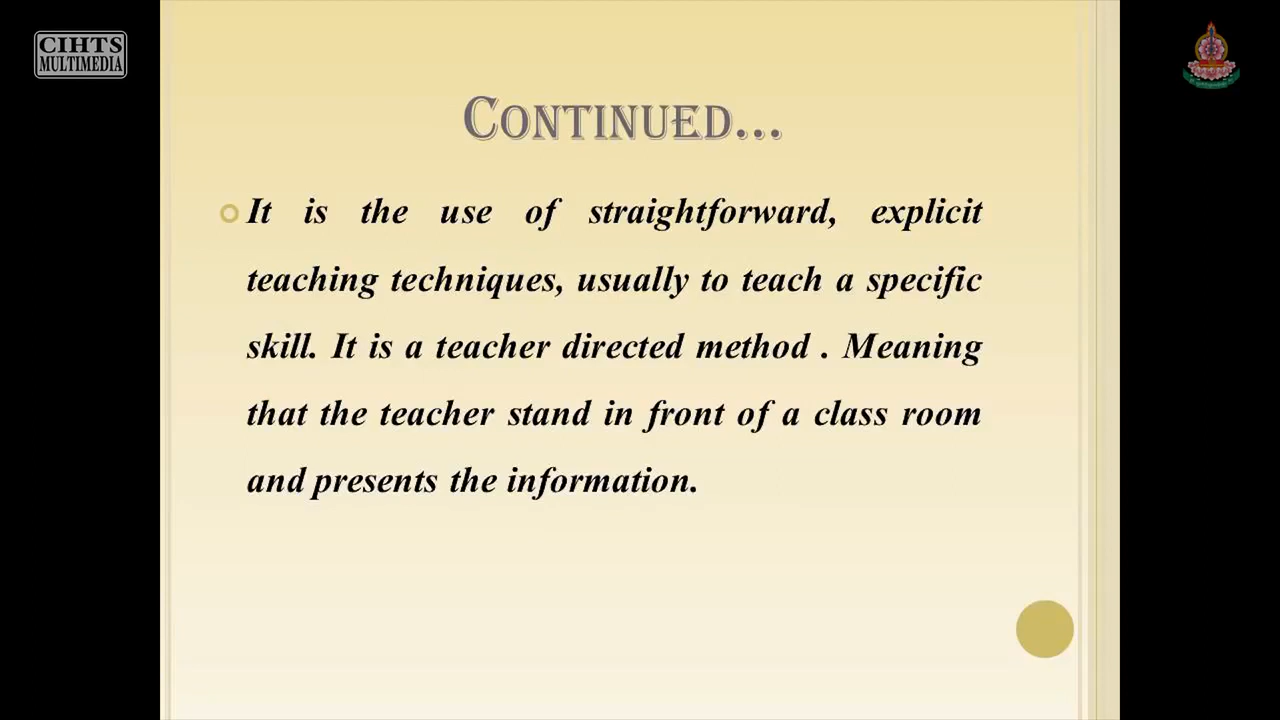 CIHTS
MULTIMEDIA
CONTINUED...
It is the use of straightforward, explicit
teaching techniques, usually to teach a specific
skill. It is a teacher directed method . Meaning
that the teacher stand in front of a class room
and presents the information.